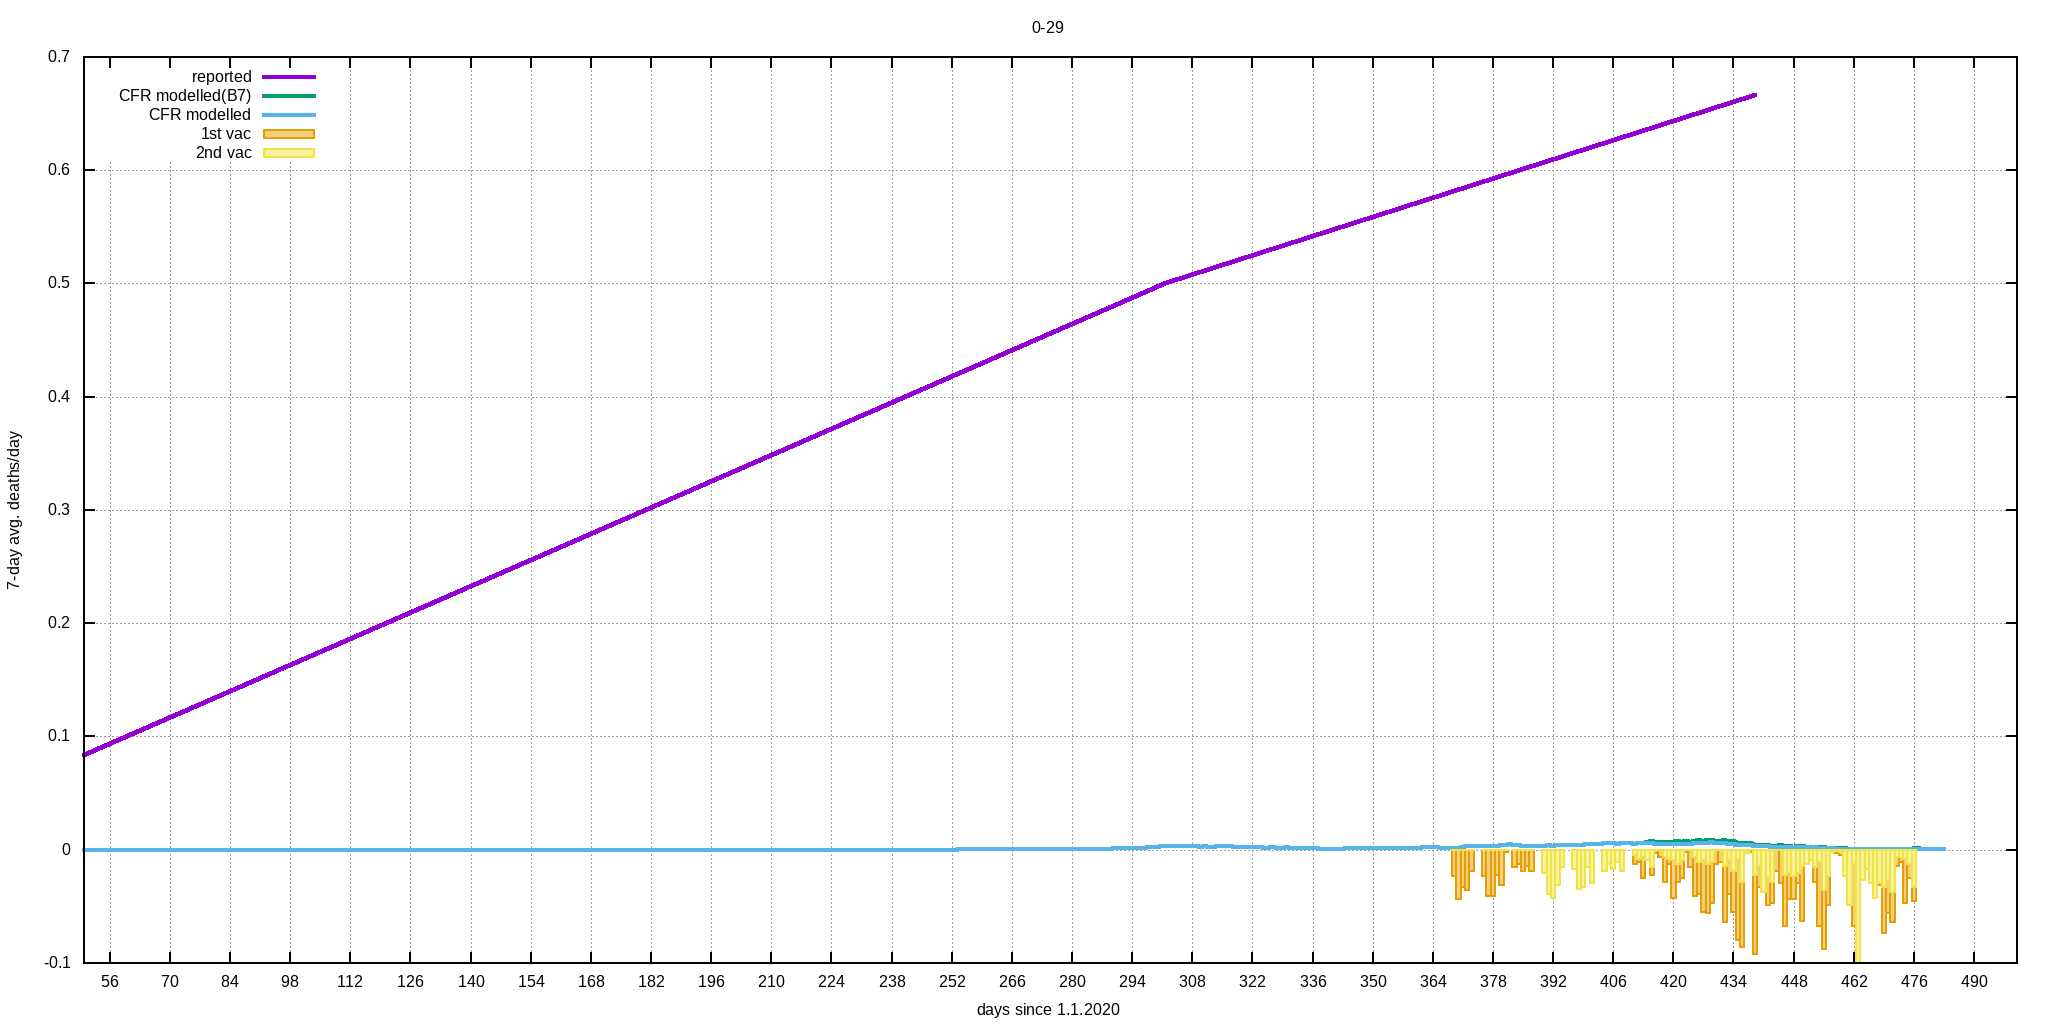 0-29
0.7
0.6
0.5
0.4
0.3
0.2
0.1
0
-0.1
7-day avg. deaths/day
reported
CFR modelled(B7)
CFR modelled
1st vac
2nd vac
56 70 84 98 112 126 140 154 168 182 196 210 224 238 252 266 280 294 308 322 336 350 364 378 392 406 420 434 448 462 476 490
days since 1.1.2020